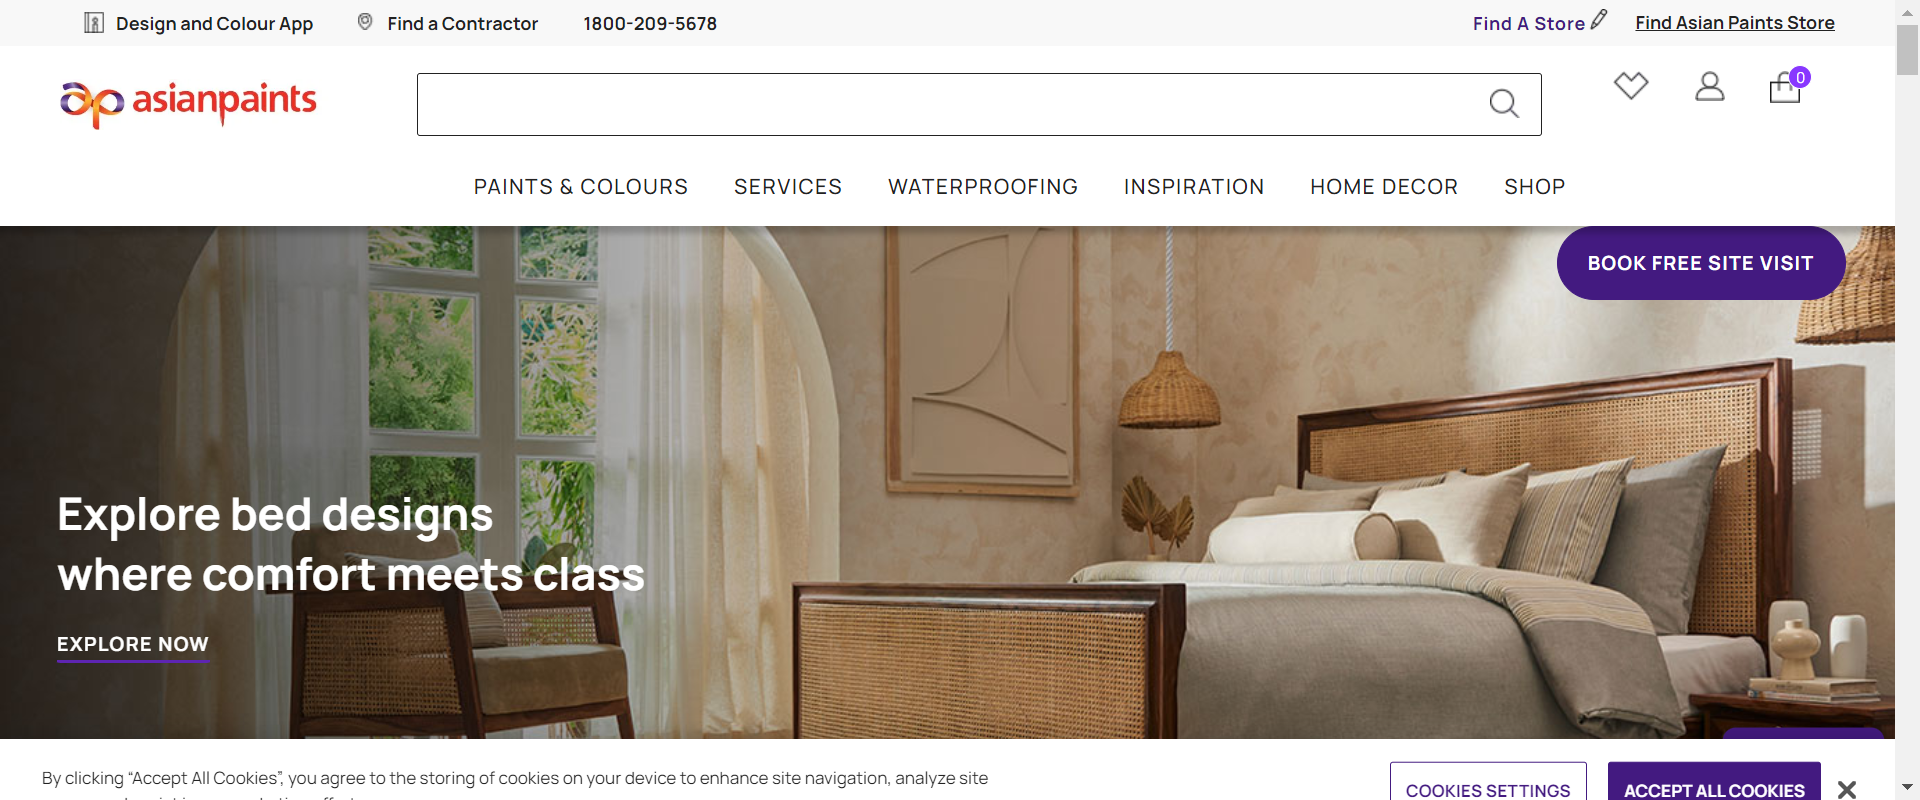 Design and Colour App
Find a Contractor
1800-209-5678
Find A Store
Find Asian Paints Store
asianpaints
0
PAINTS & COLOURS
SERVICES
WATERPROOFING
INSPIRATION
HOME DECOR
SHOP
BOOK FREE SITE VISIT
Explore bed designs
where comfort meets class
EXPLORE NOW
By clicking “Accept All Cookies”, you agree to the storing of cookies on your device to enhance site navigation, analyze site
COOKIES SETTINGS
ACCEPT ALL COOKIES